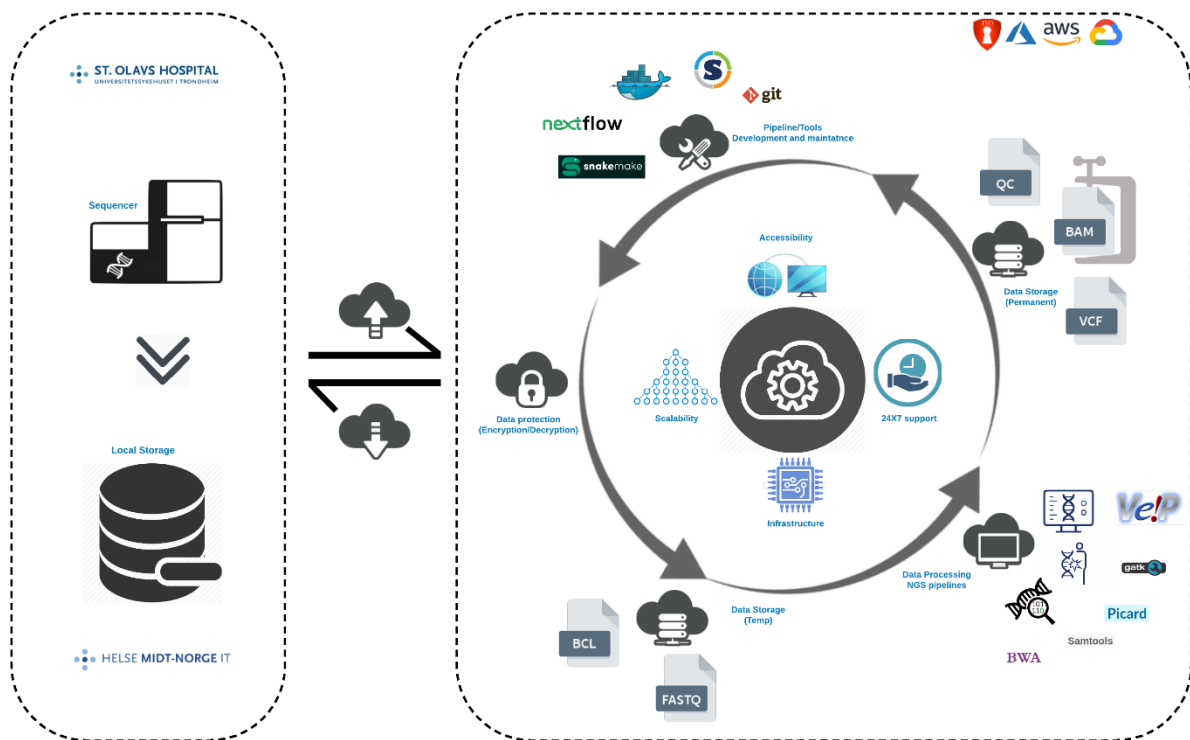 ST. OLAVS HOSPITAL
UNIVERSITETSSYKEHUSET I TRONDHEIM
Sequencer
Local Storage
HELSE MIDT-NORGE IT
TSD
aws
S
git
nextflow
snakemake
Pipeline/Tools
Development and maintatnce
QC
BAM
VCF
Data Storage
(Permanent)
Accessibility
Scalability
24X7 support
Infrastructure
Data protection
(Encryption/Decryption)
Data Storage
(Temp)
BCL
FASTQ
Data Processing
NGS pipelines
Ve!P
gatk
Picard
Samtools
BWA